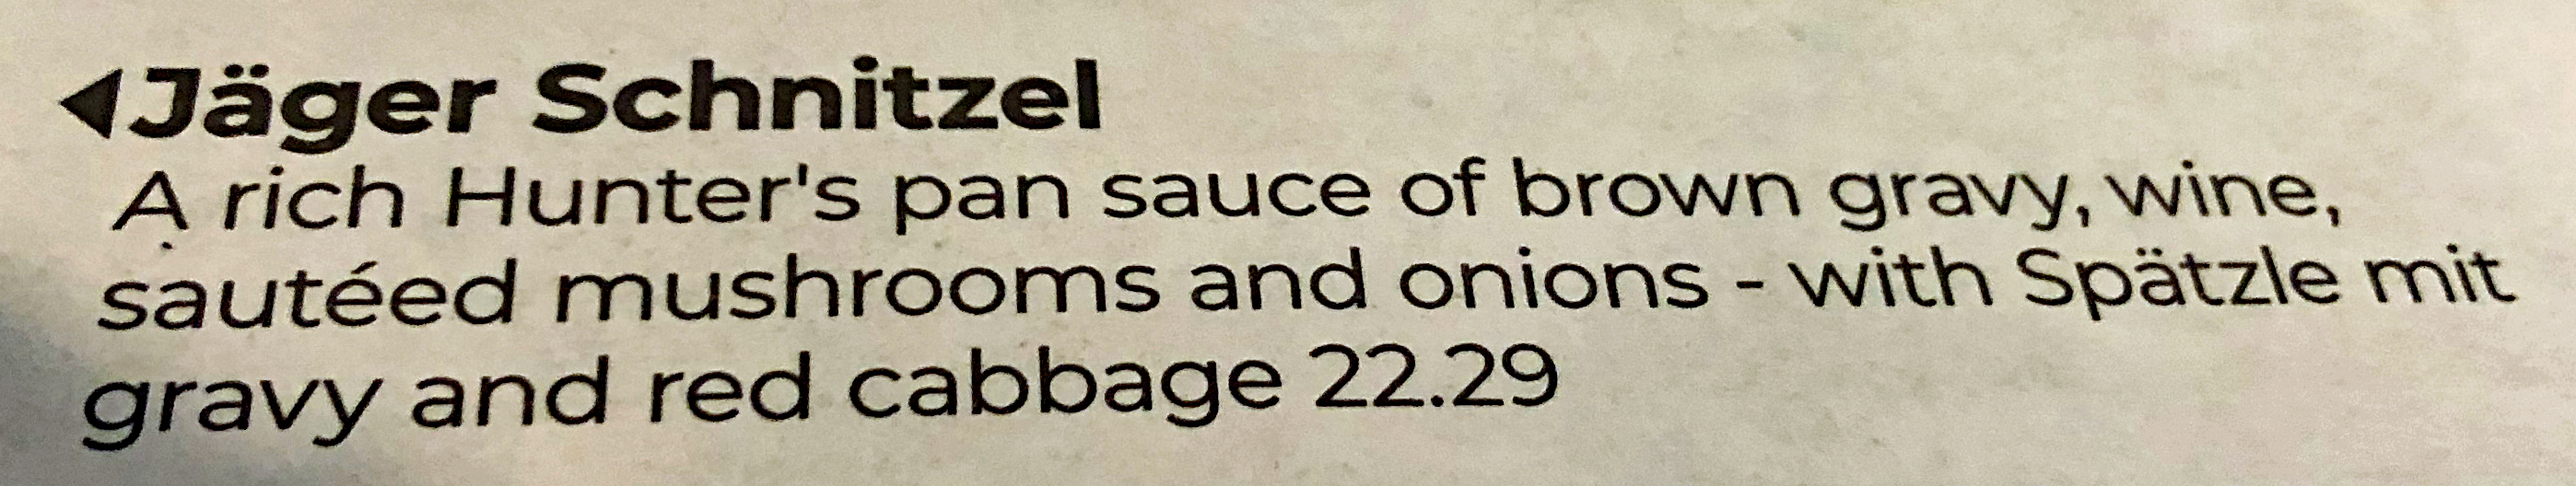 ◀Jäger Schnitzel
A rich Hunter's pan sauce of brown gravy, wine,
sautéed mushrooms and onions - with Spätzle mit
gravy and red cabbage 22.29